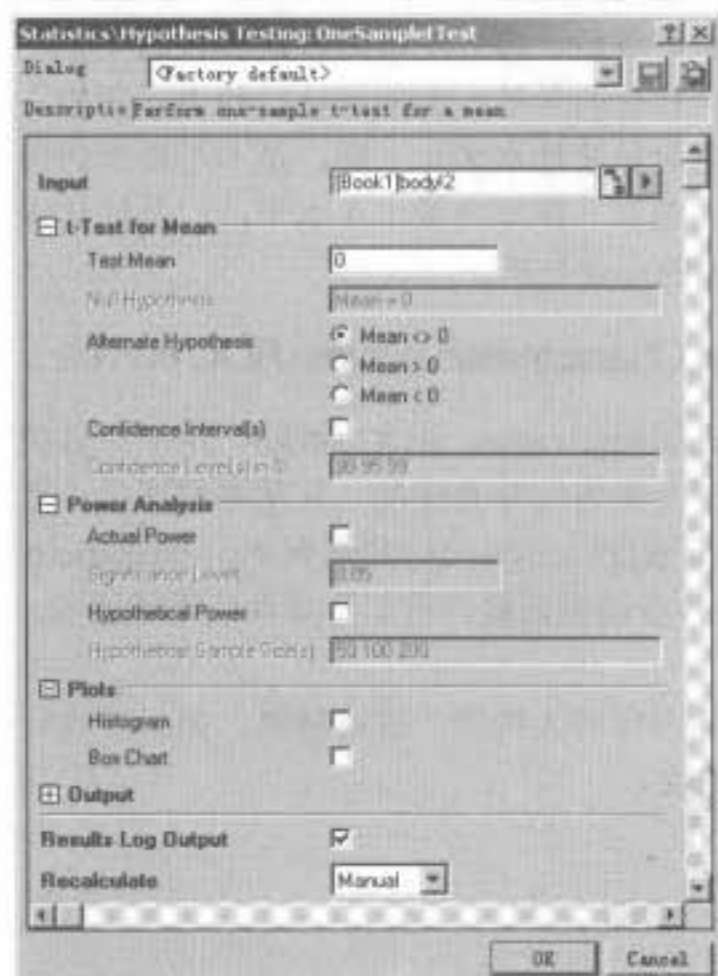 Statistics\Hypothesis Testing: OneSampletTest
Dialog <Factory default>
Descriptio Perform one-sample t-test for a mean
Input [Book1]body!2
t-Test for Mean
Test Mean 0
Null Hypothesis Mean = 0
Alternate Hypothesis Mean <> 0
Mean > 0
Mean < 0
Confidence Interval(s)
Confidence Level(s) in % 90 95 99
Power Analysis
Actual Power
Significance Level 0.05
Hypothetical Power
Hypothetical Sample Size(s) 50 100 200
Plots
Histogram
Box Chart
Output
Results Log Output
Recalculate Manual
OK Cancel